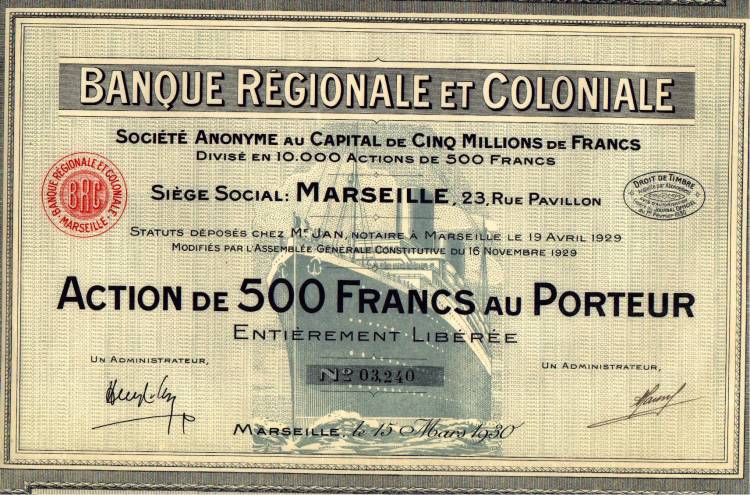 BANQUE RÉGIONALE ET COLONIALE
SOCIÉTÉ ANONYME AU CAPITAL DE CINQ MILLIONS DE FRANCS
DIVISÉ EN 10.000 ACTIONS DE 500 FRANCS
BANQUE RÉGIONALE ET COLONIALE
BRC
MARSEILLE
SIÈGE SOCIAL: MARSEILLE, 23, RUE PAVILLON
DROIT DE TIMBRE
STATUTS DÉPOSÉS CHEZ Me JAN, NOTAIRE À MARSEILLE LE 19 AVRIL 1929
MODIFIÉS PAR L'ASSEMBLÉE GÉNÉRALE CONSTITUTIVE DU 16 NOVEMBRE 1929
ACTION DE 500 FRANCS AU PORTEUR
ENTIÈREMENT LIBÉRÉE
UN ADMINISTRATEUR,
UN ADMINISTRATEUR,
No 03,240
MARSEILLE, le 15 Mars 1930